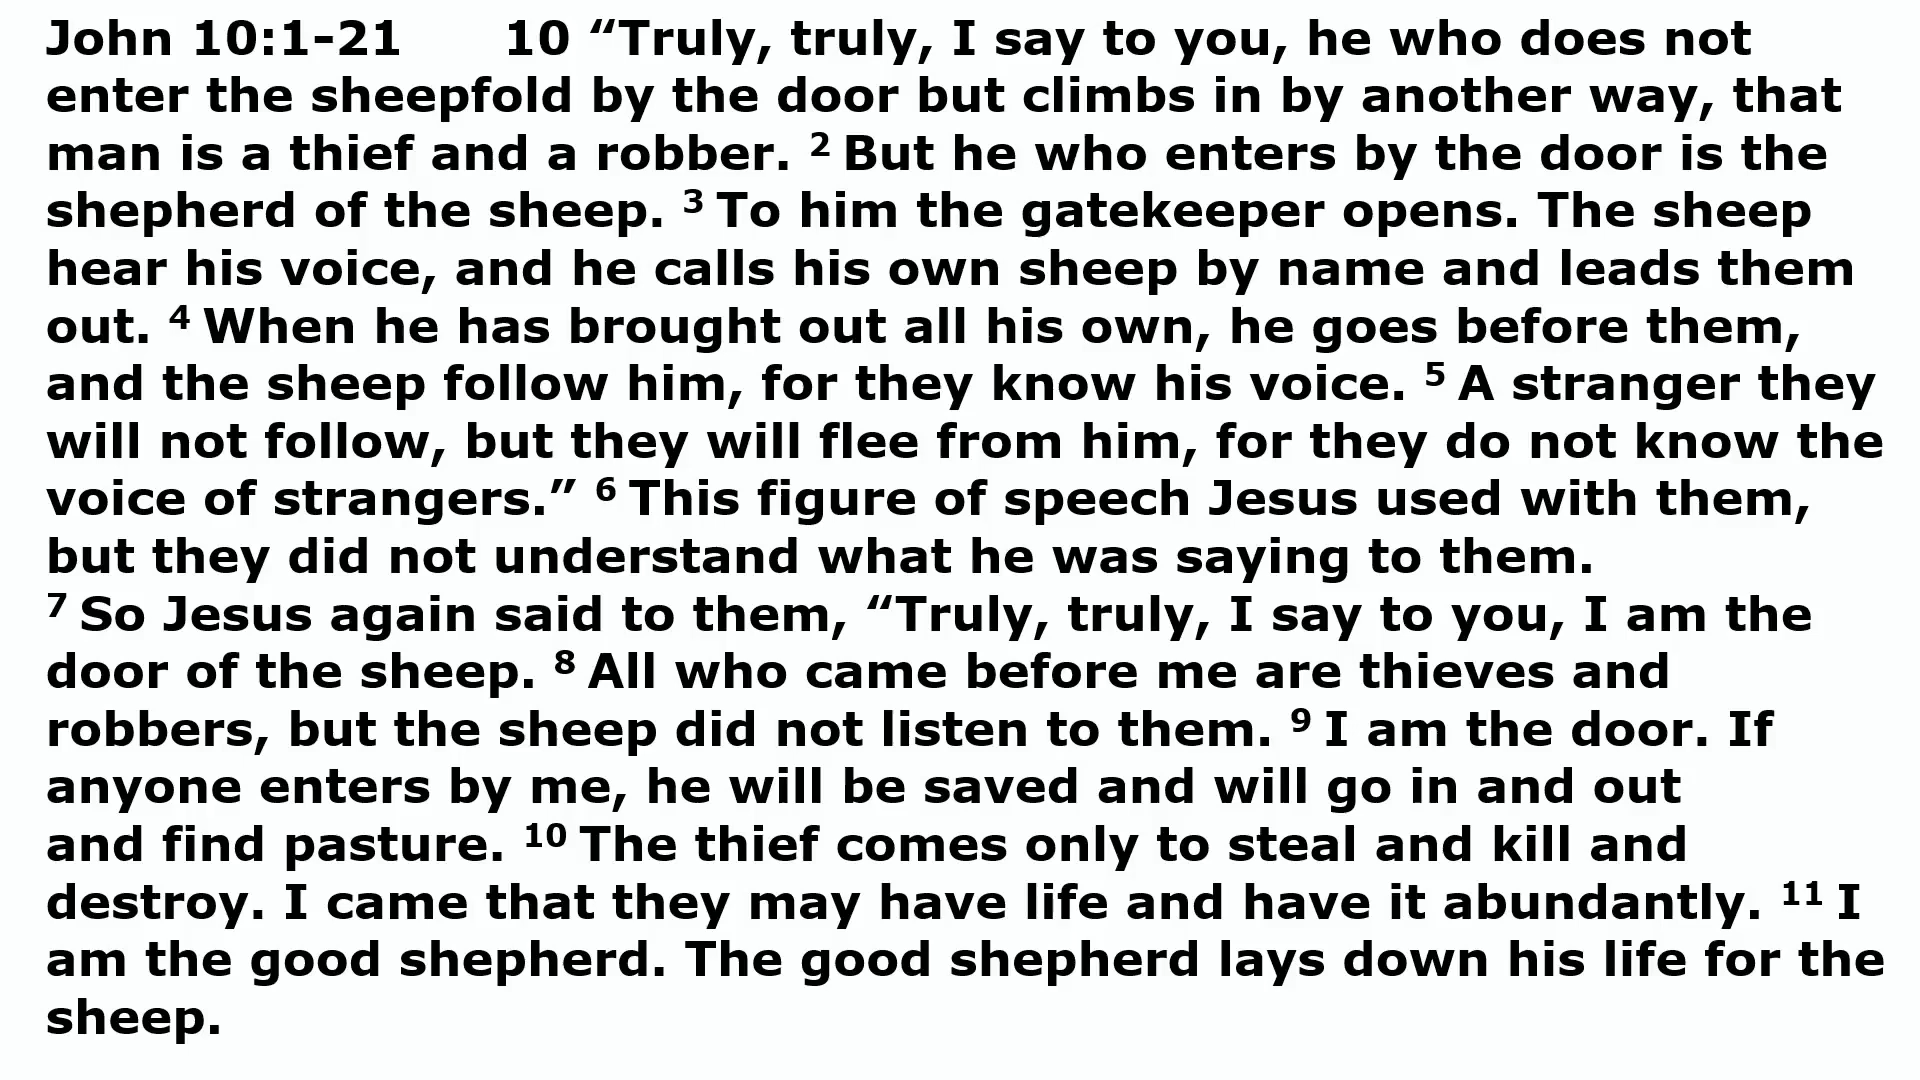 John 10:1-21 10 “Truly, truly, I say to you, he who does not
enter the sheepfold by the door but climbs in by another way, that
man is a thief and a robber. 2 But he who enters by the door is the
shepherd of the sheep. 3 To him the gatekeeper opens. The sheep
hear his voice, and he calls his own sheep by name and leads them
out. 4 When he has brought out all his own, he goes before them,
and the sheep follow him, for they know his voice. 5 A stranger they
will not follow, but they will flee from him, for they do not know the
voice of strangers.” 6 This figure of speech Jesus used with them,
but they did not understand what he was saying to them.
7 So Jesus again said to them, “Truly, truly, I say to you, I am the
door of the sheep. 8 All who came before me are thieves and
robbers, but the sheep did not listen to them. 9 I am the door. If
anyone enters by me, he will be saved and will go in and out
and find pasture. 10 The thief comes only to steal and kill and
destroy. I came that they may have life and have it abundantly. 11 I
am the good shepherd. The good shepherd lays down his life for the
sheep.